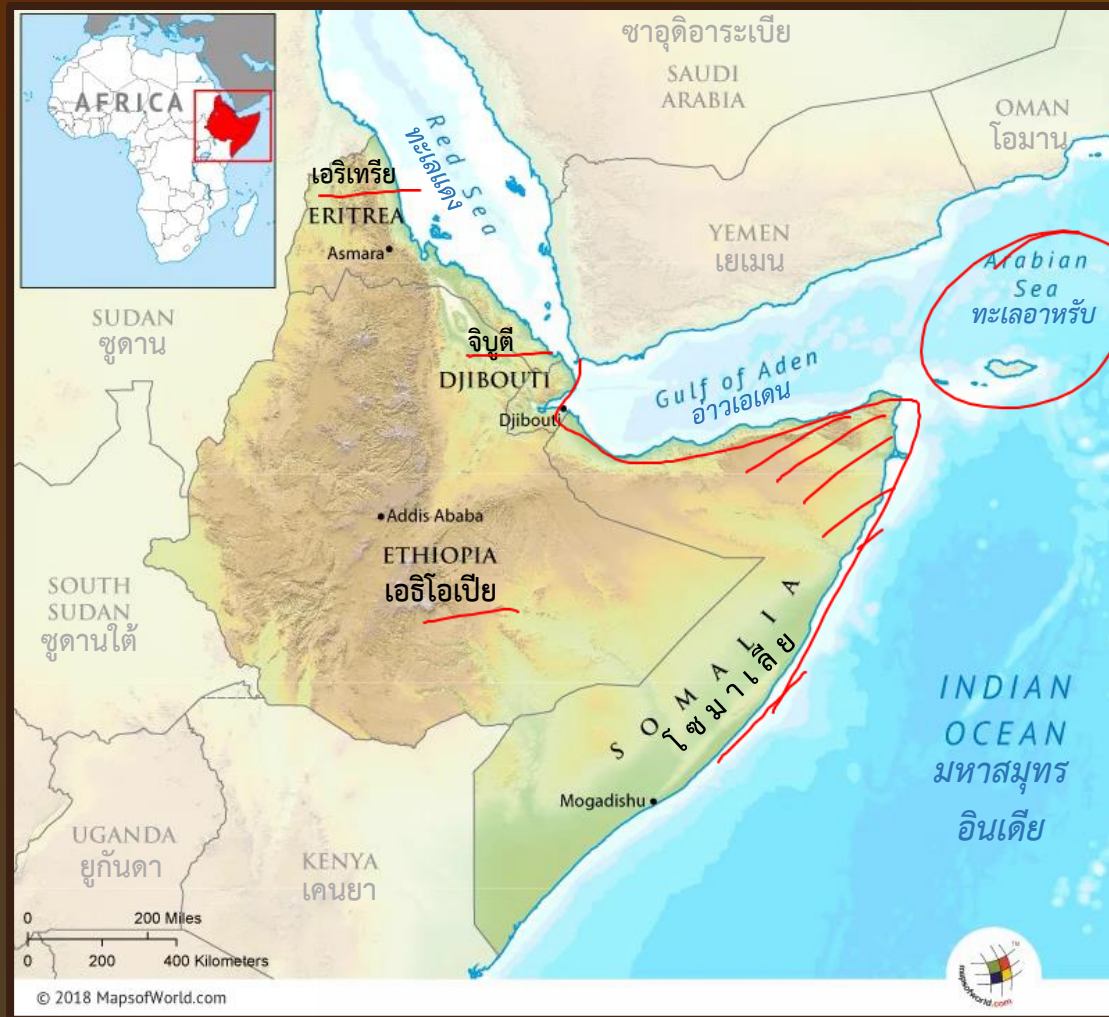 AFRICA
ซาอุดิอาระเบีย
SAUDI
ARABIA
OMAN
โอมาน
Red Sea
ทะเลแดง
เอริเทรีย
ERITREA
Asmara
YEMEN
เยเมน
Arabian
Sea
ทะเลอาหรับ
SUDAN
ซูดาน
จิบูตี
DJIBOUTI
Djibouti
Gulf of Aden
อ่าวเอเดน
Addis Ababa
ETHIOPIA
เอธิโอเปีย
SOUTH
SUDAN
ซูดานใต้
SOMALIA
โซมาเลีย
INDIAN
OCEAN
มหาสมุทร
อินเดีย
Mogadishu
UGANDA
ยูกันดา
KENYA
เคนยา
0 200 Miles
0 200 400 Kilometers
© 2018 MapsofWorld.com
mapsofworld.com
TM